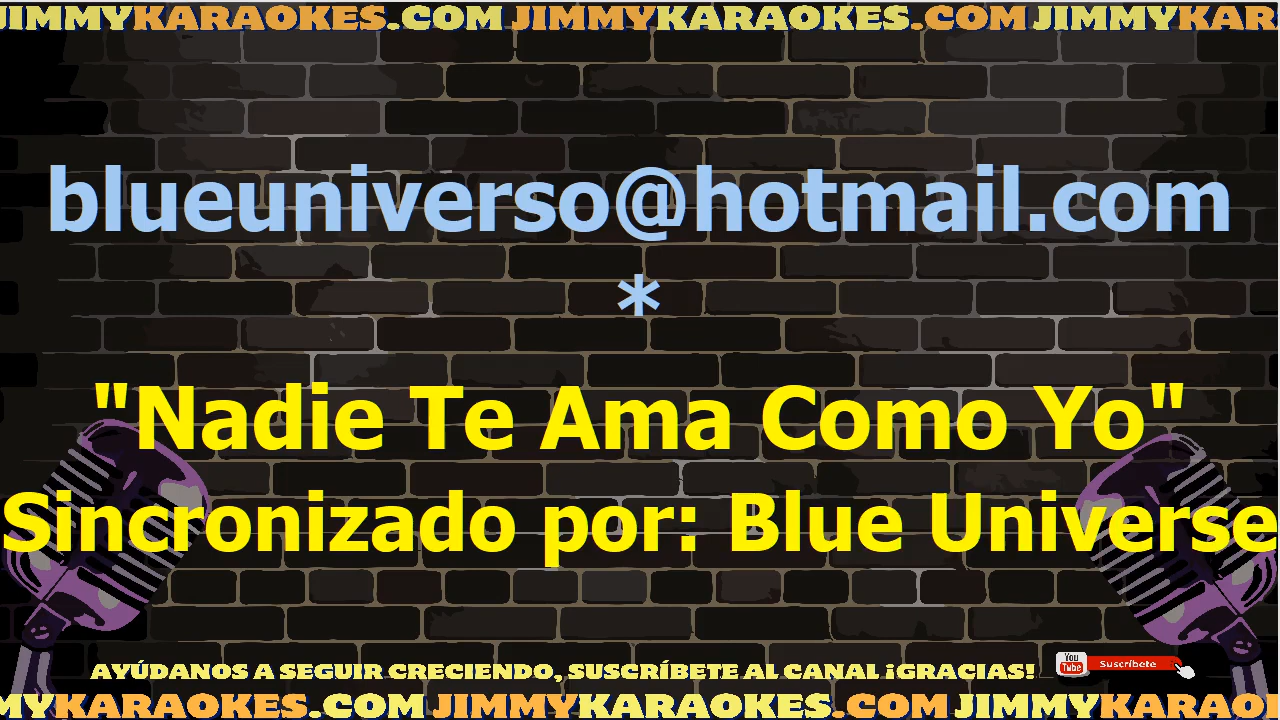 JIMMYKARAOKES.COM JIMMYKARAOKES.COM JIMMYKAR
blueuniverso@hotmail.com
*
"Nadie Te Ama Como Yo"
Sincronizado por: Blue Universe
AYÚDANOS A SEGUIR CRECIENDO, SUSCRÍBETE AL CANAL ¡GRACIAS!
You Tube Suscríbete
MYKARAOKES.COM JIMMYKARAOKES.COM JIMMYKARAO